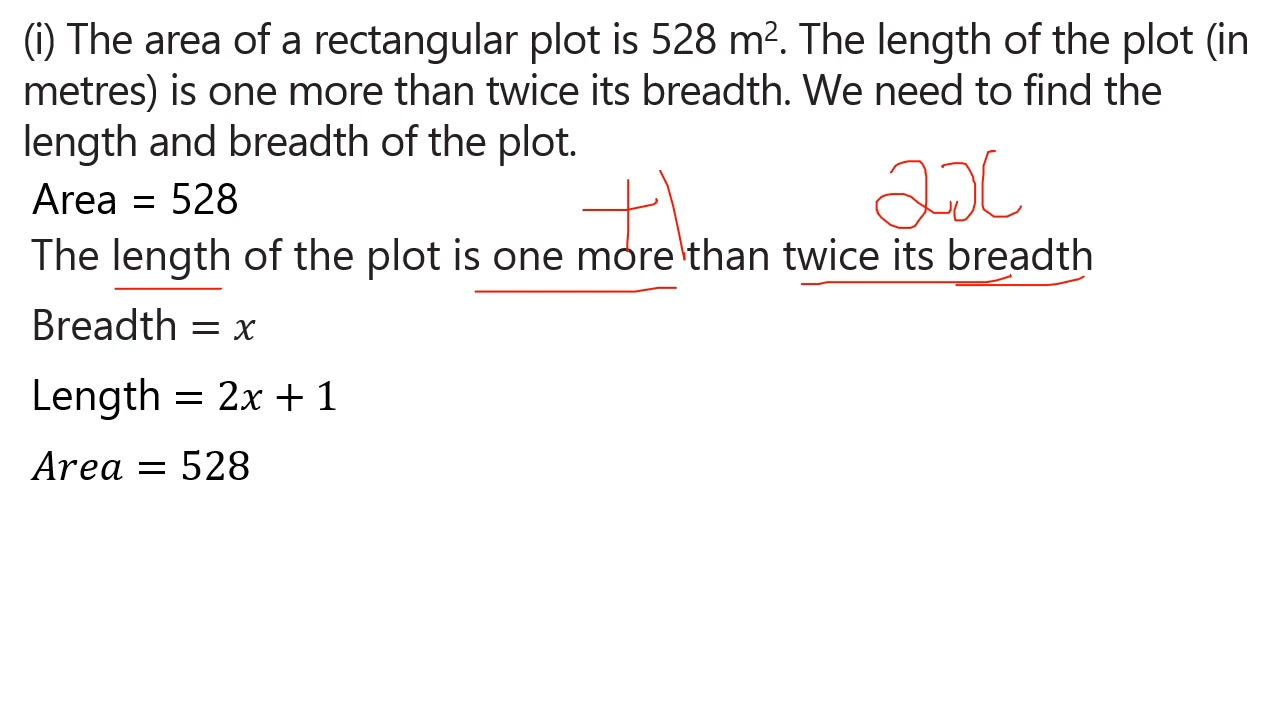 (i) The area of a rectangular plot is 528 m². The length of the plot (in
metres) is one more than twice its breadth. We need to find the
length and breadth of the plot.
Area = 528
+1 2x
The length of the plot is one more than twice its breadth
Breadth = 𝑥
Length = 2𝑥 + 1
𝐴𝑟𝑒𝑎 = 528